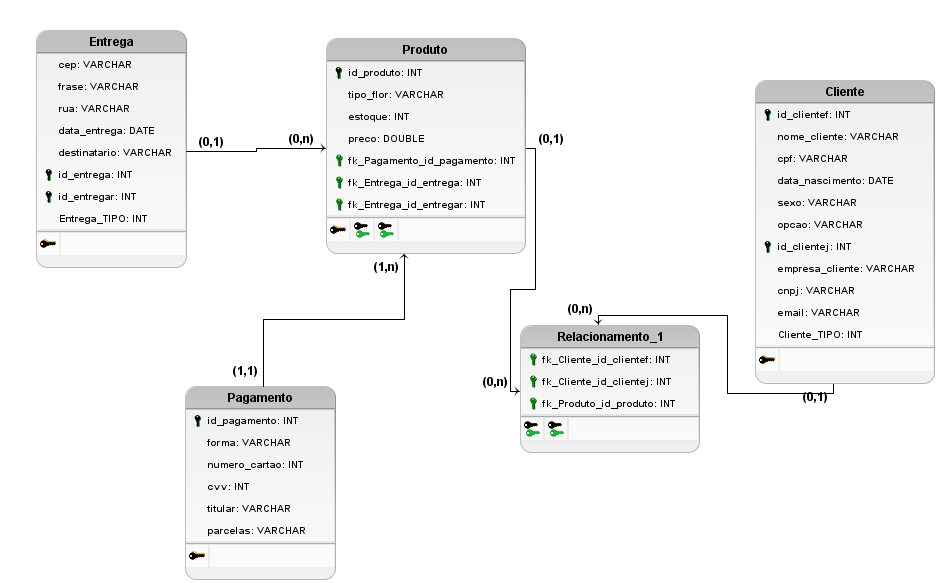 Entrega
cep: VARCHAR
frase: VARCHAR
rua: VARCHAR
data_entrega: DATE
destinatario: VARCHAR
id_entrega: INT
id_entregar: INT
Entrega_TIPO: INT
(0,1)
(0,n)
Produto
id_produto: INT
tipo_flor: VARCHAR
estoque: INT
preco: DOUBLE
fk_Pagamento_id_pagamento: INT
fk_Entrega_id_entrega: INT
fk_Entrega_id_entregar: INT
(0,1)
(1,n)
Cliente
id_clientef: INT
nome_cliente: VARCHAR
cpf: VARCHAR
data_nascimento: DATE
sexo: VARCHAR
opcao: VARCHAR
id_clientej: INT
empresa_cliente: VARCHAR
cnpj: VARCHAR
email: VARCHAR
Cliente_TIPO: INT
(0,1)
(0,n)
Relacionamento_1
fk_Cliente_id_clientef: INT
fk_Cliente_id_clientej: INT
fk_Produto_id_produto: INT
(0,n)
(1,1)
Pagamento
id_pagamento: INT
forma: VARCHAR
numero_cartao: INT
cvv: INT
titular: VARCHAR
parcelas: VARCHAR